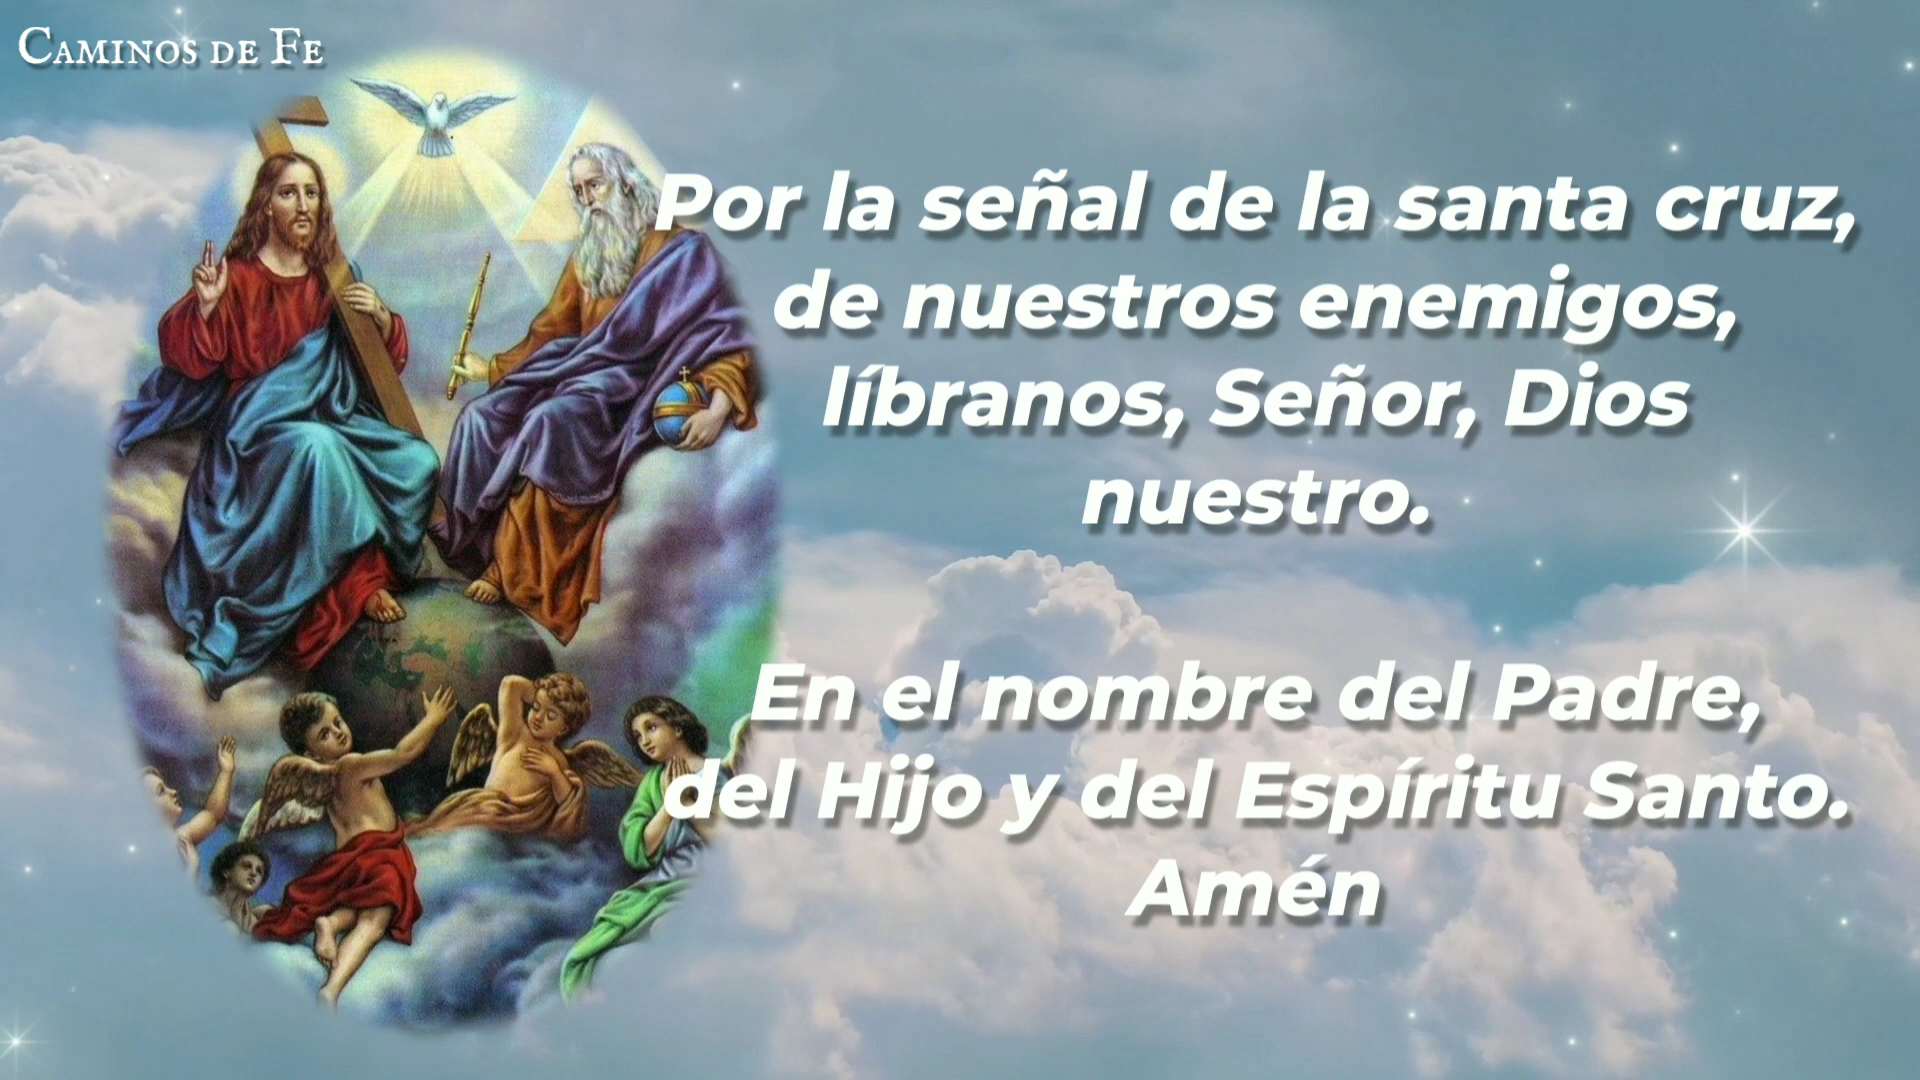 Caminos de Fe
Por la señal de la santa cruz,
de nuestros enemigos,
líbranos, Señor, Dios
nuestro.
En el nombre del Padre,
del Hijo y del Espíritu Santo.
Amén